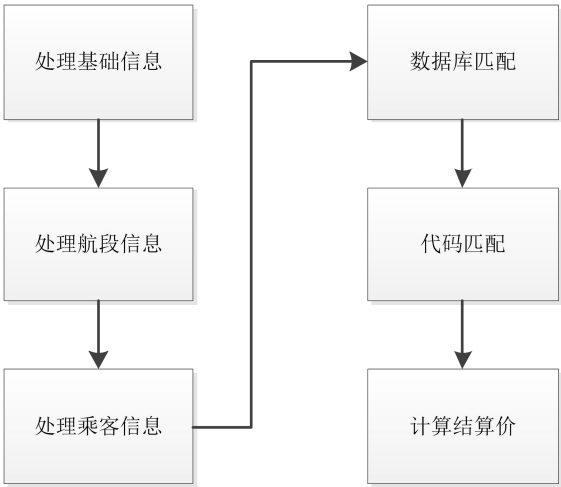 处理基础信息
处理航段信息
处理乘客信息
数据库匹配
代码匹配
计算结算价